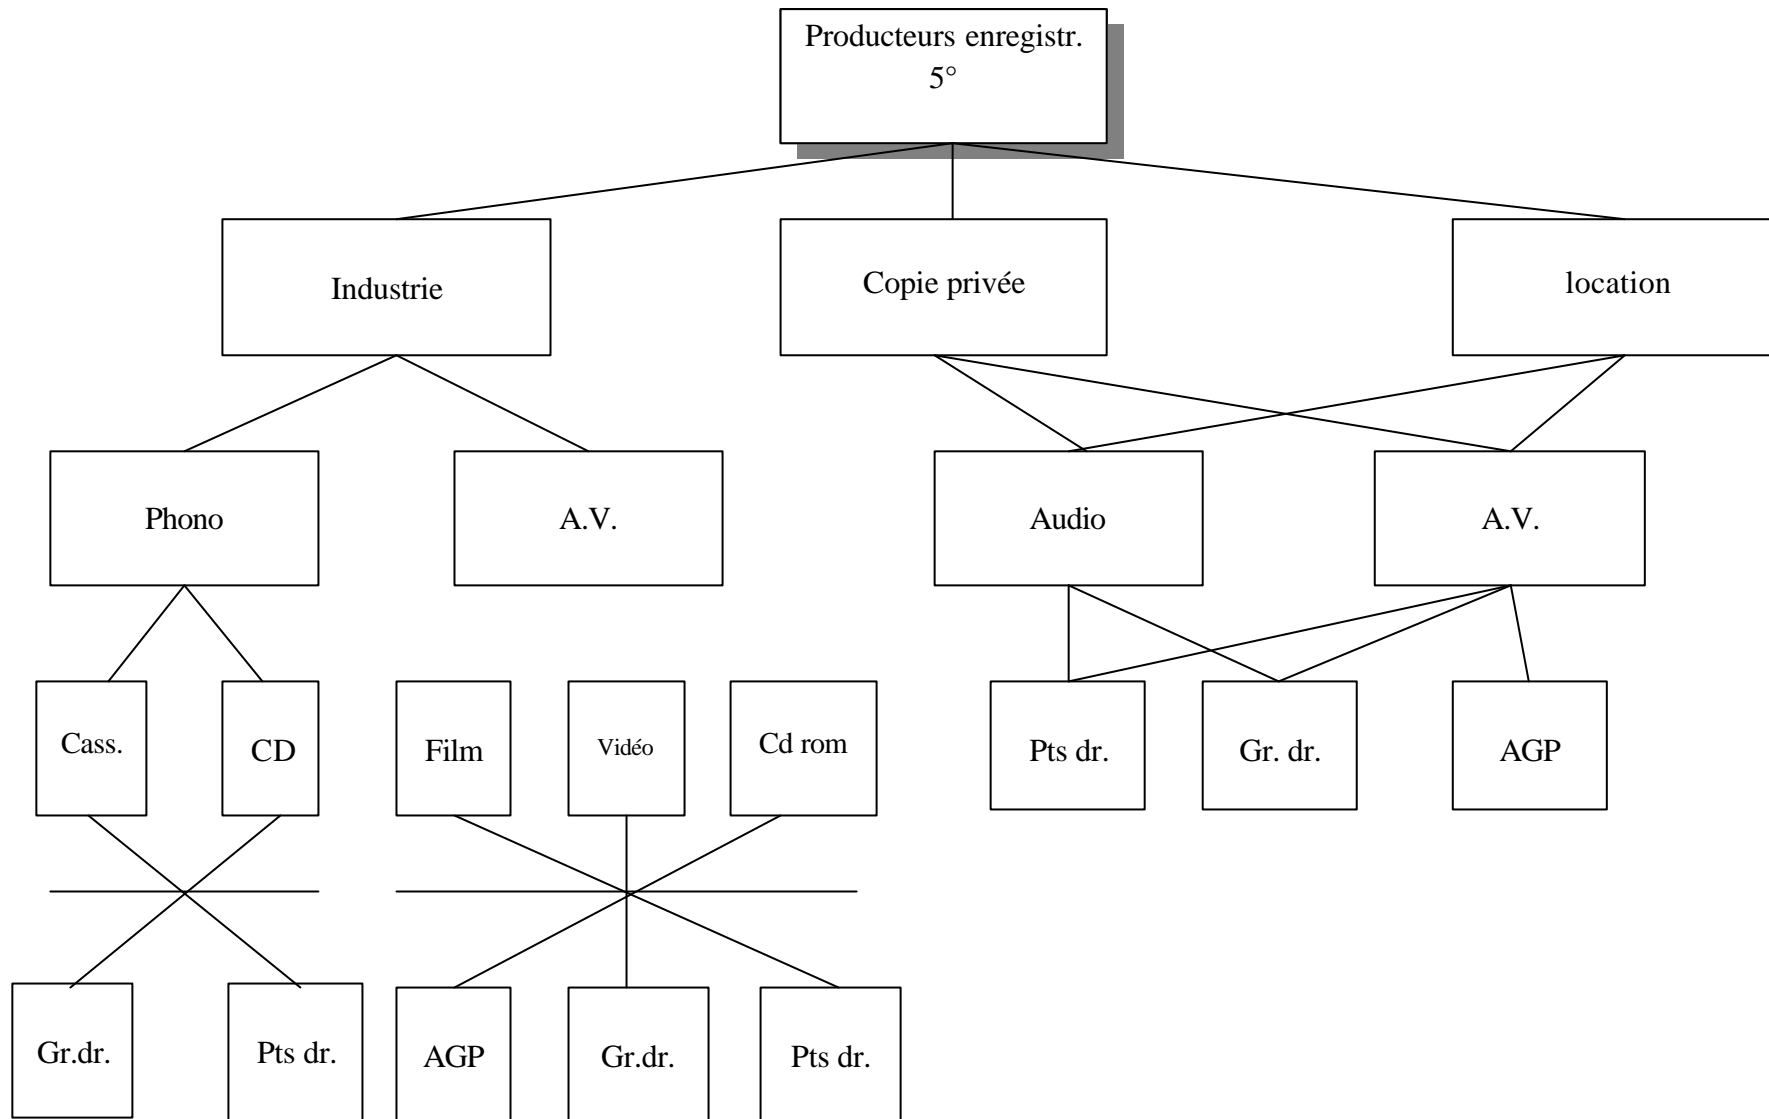 Producteurs enregistr.
5°
Industrie
Copie privée
location
Phono
A.V.
Audio
A.V.
Cass.
CD
Film
Vidéo
Cd rom
Pts dr.
Gr. dr.
AGP
Gr.dr.
Pts dr.
AGP
Gr.dr.
Pts dr.